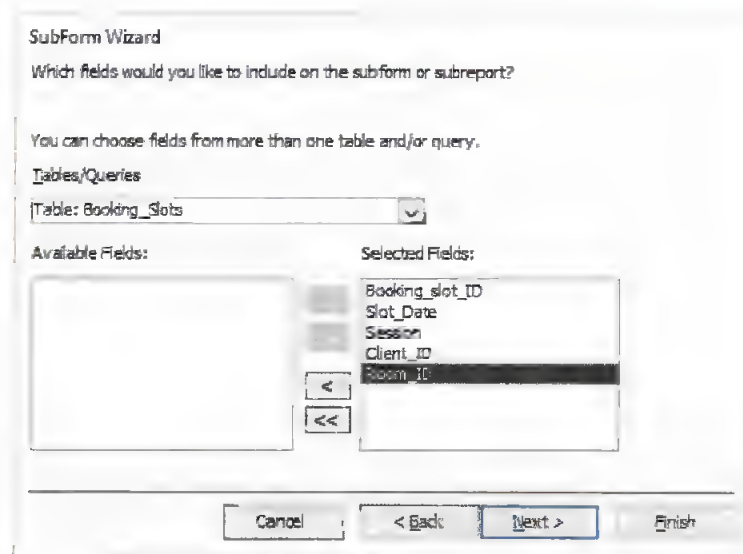 SubForm Wizard
Which fields would you like to include on the subform or subreport?
You can choose fields from more than one table and/or query.
Tables/Queries
Table: Booking_Slots
Available Fields:
Selected Fields:
Booking_slot_ID
Slot_Date
Session
Client_ID
Room_ID
<
<<
Cancel
< Back
Next >
Finish